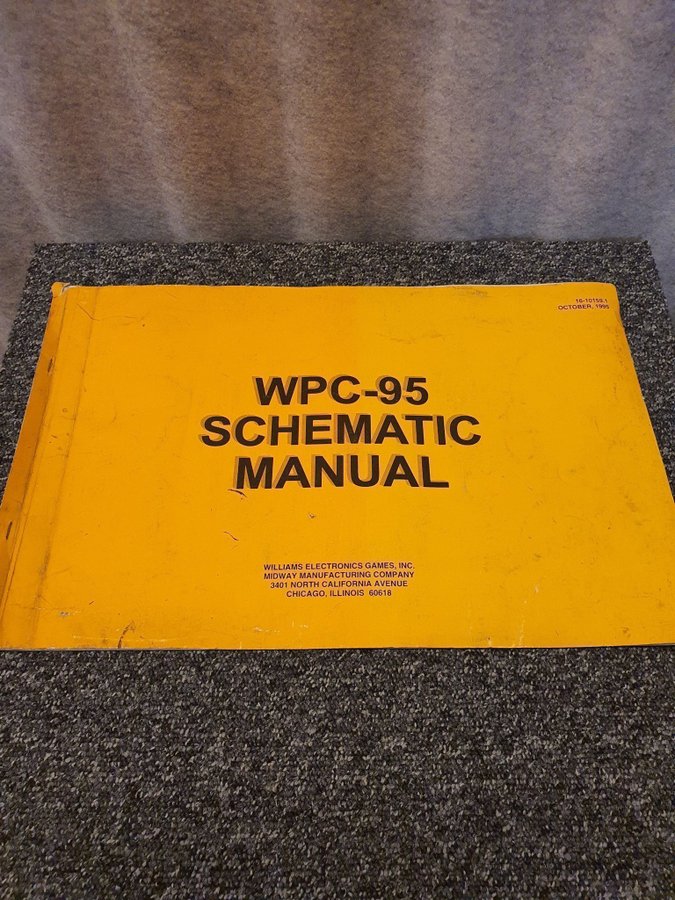 16-10159.1
OCTOBER, 1995
WPC-95
SCHEMATIC
MANUAL
WILLIAMS ELECTRONICS GAMES, INC.
MIDWAY MANUFACTURING COMPANY
3401 NORTH CALIFORNIA AVENUE
CHICAGO, ILLINOIS 60618